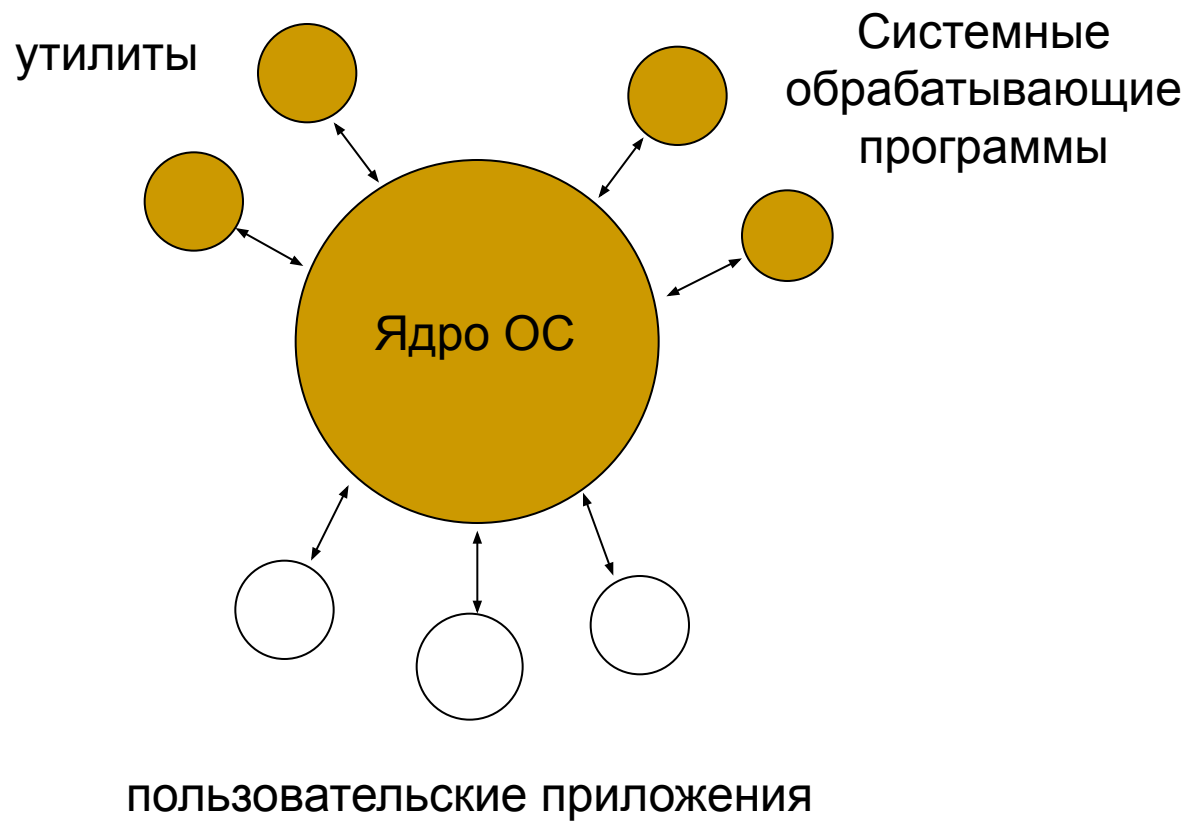 утилиты
Системные
обрабатывающие
программы
Ядро ОС
пользовательские приложения